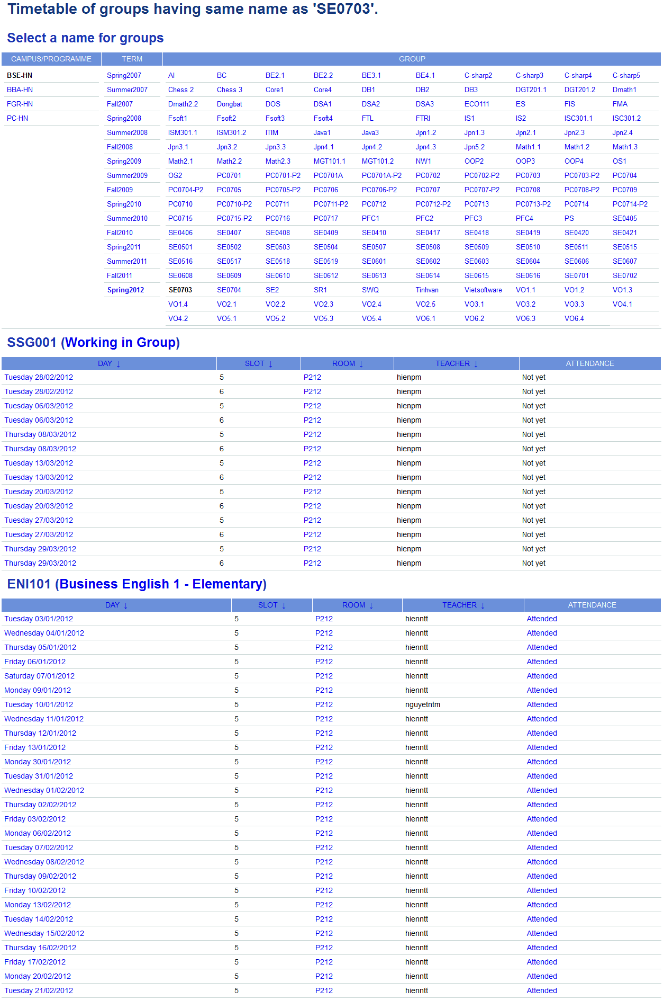 Timetable of groups having same name as 'SE0703'.
Select a name for groups
CAMPUS/PROGRAMME TERM GROUP
BSE-HN Spring2007 AI BC BE2.1 BE2.2 BE3.1 BE4.1 C-sharp2 C-sharp3 C-sharp4 C-sharp5
BBA-HN Summer2007 Chess 2 Chess 3 Core1 Core4 DB1 DB2 DB3 DGT201.1 DGT201.2 Dmath1
FGR-HN Fall2007 Dmath2.2 Dongbat DOS DSA1 DSA2 DSA3 ECO111 ES FIS FMA
PC-HN Spring2008 Fsoft1 Fsoft2 Fsoft3 Fsoft4 FTL FTRI IS1 IS2 ISC301.1 ISC301.2
Summer2008 ISM301.1 ISM301.2 ITIM Java1 Java3 Jpn1.2 Jpn1.3 Jpn2.1 Jpn2.3 Jpn2.4
Fall2008 Jpn3.1 Jpn3.2 Jpn3.3 Jpn4.1 Jpn4.2 Jpn4.3 Jpn5.2 Math1.1 Math1.2 Math1.3
Spring2009 Math2.1 Math2.2 Math2.3 MGT101.1 MGT101.2 NW1 OOP2 OOP3 OOP4 OS1
Summer2009 OS2 PC0701 PC0701-P2 PC0701A PC0701A-P2 PC0702 PC0702-P2 PC0703 PC0703-P2 PC0704
Fall2009 PC0704-P2 PC0705 PC0705-P2 PC0706 PC0706-P2 PC0707 PC0707-P2 PC0708 PC0708-P2 PC0709
Spring2010 PC0710 PC0710-P2 PC0711 PC0711-P2 PC0712 PC0712-P2 PC0713 PC0713-P2 PC0714 PC0714-P2
Summer2010 PC0715 PC0715-P2 PC0716 PC0717 PFC1 PFC2 PFC3 PFC4 PS SE0405
Fall2010 SE0406 SE0407 SE0408 SE0409 SE0410 SE0417 SE0418 SE0419 SE0420 SE0421
Spring2011 SE0501 SE0502 SE0503 SE0504 SE0507 SE0508 SE0509 SE0510 SE0511 SE0515
Summer2011 SE0516 SE0517 SE0518 SE0519 SE0601 SE0602 SE0603 SE0604 SE0606 SE0607
Fall2011 SE0608 SE0609 SE0610 SE0612 SE0613 SE0614 SE0615 SE0616 SE0701 SE0702
Spring2012 SE0703 SE0704 SE2 SR1 SWQ Tinhvan Vietsoftware VO1.1 VO1.2 VO1.3
VO1.4 VO2.1 VO2.2 VO2.3 VO2.4 VO2.5 VO3.1 VO3.2 VO3.3 VO4.1
VO4.2 VO5.1 VO5.2 VO5.3 VO5.4 VO6.1 VO6.2 VO6.3 VO6.4
SSG001 (Working in Group)
DAY ↓ SLOT ↓ ROOM ↓ TEACHER ↓ ATTENDANCE
Tuesday 28/02/2012 5 P212 hienpm Not yet
Tuesday 28/02/2012 6 P212 hienpm Not yet
Tuesday 06/03/2012 5 P212 hienpm Not yet
Tuesday 06/03/2012 6 P212 hienpm Not yet
Thursday 08/03/2012 5 P212 hienpm Not yet
Thursday 08/03/2012 6 P212 hienpm Not yet
Tuesday 13/03/2012 5 P212 hienpm Not yet
Tuesday 13/03/2012 6 P212 hienpm Not yet
Tuesday 20/03/2012 5 P212 hienpm Not yet
Tuesday 20/03/2012 6 P212 hienpm Not yet
Tuesday 27/03/2012 5 P212 hienpm Not yet
Tuesday 27/03/2012 6 P212 hienpm Not yet
Thursday 29/03/2012 5 P212 hienpm Not yet
Thursday 29/03/2012 6 P212 hienpm Not yet
ENI101 (Business English 1 - Elementary)
DAY ↓ SLOT ↓ ROOM ↓ TEACHER ↓ ATTENDANCE
Tuesday 03/01/2012 5 P212 hienntt Attended
Wednesday 04/01/2012 5 P212 hienntt Attended
Thursday 05/01/2012 5 P212 hienntt Attended
Friday 06/01/2012 5 P212 hienntt Attended
Saturday 07/01/2012 5 P212 hienntt Attended
Monday 09/01/2012 5 P212 hienntt Attended
Tuesday 10/01/2012 5 P212 nguyetntm Attended
Wednesday 11/01/2012 5 P212 hienntt Attended
Thursday 12/01/2012 5 P212 hienntt Attended
Friday 13/01/2012 5 P212 hienntt Attended
Monday 30/01/2012 5 P212 hienntt Attended
Tuesday 31/01/2012 5 P212 hienntt Attended
Wednesday 01/02/2012 5 P212 hienntt Attended
Thursday 02/02/2012 5 P212 hienntt Attended
Friday 03/02/2012 5 P212 hienntt Attended
Monday 06/02/2012 5 P212 hienntt Attended
Tuesday 07/02/2012 5 P212 hienntt Attended
Wednesday 08/02/2012 5 P212 hienntt Attended
Thursday 09/02/2012 5 P212 hienntt Attended
Friday 10/02/2012 5 P212 hienntt Attended
Monday 13/02/2012 5 P212 hienntt Attended
Tuesday 14/02/2012 5 P212 hienntt Attended
Wednesday 15/02/2012 5 P212 hienntt Attended
Thursday 16/02/2012 5 P212 hienntt Attended
Friday 17/02/2012 5 P212 hienntt Attended
Monday 20/02/2012 5 P212 hienntt Attended
Tuesday 21/02/2012 5 P212 hienntt Attended